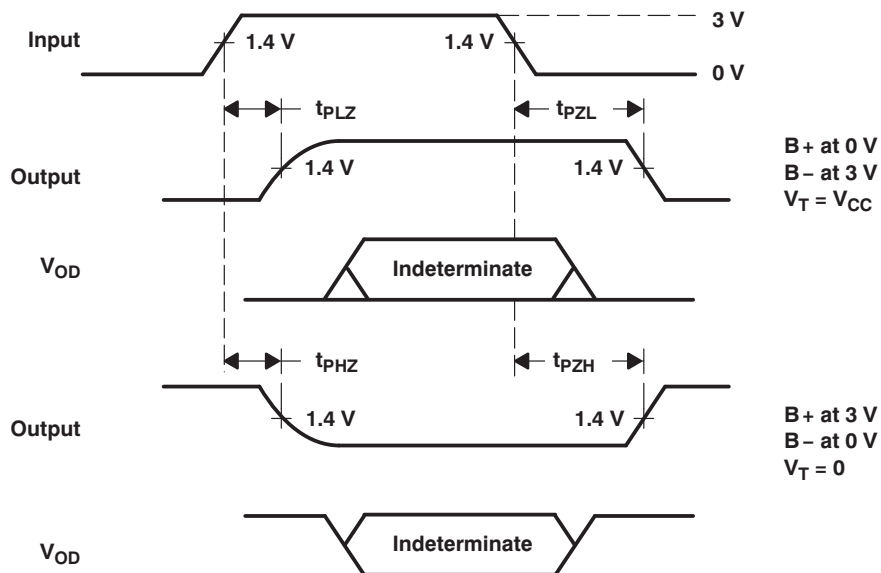 3 V
Input
1.4 V
1.4 V
0 V
tPLZ
tPZL
B+ at 0 V
Output
1.4 V
1.4 V
B− at 3 V
VT = VCC
VOD
Indeterminate
tPHZ
tPZH
1.4 V
1.4 V
B+ at 3 V
Output
B− at 0 V
VT = 0
VOD
Indeterminate